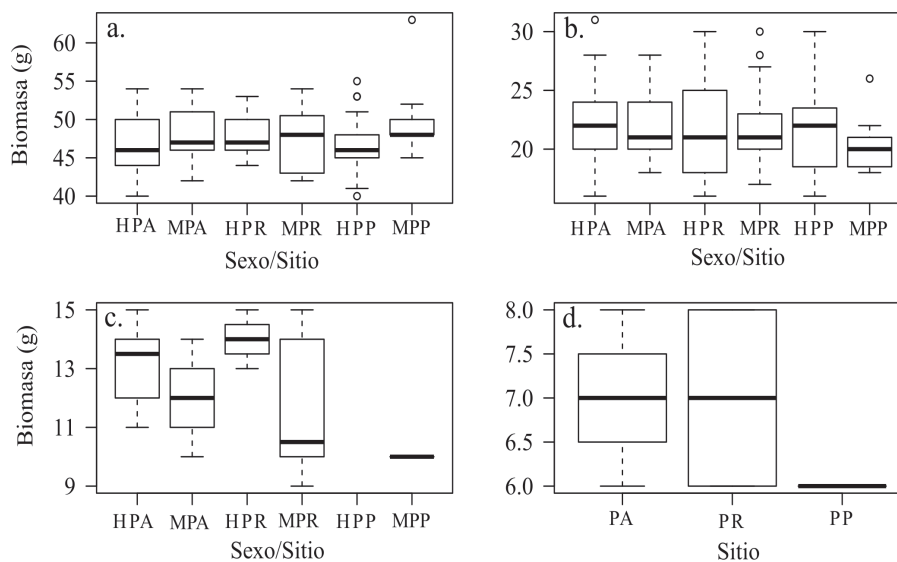 a.
Biomasa (g)
60
55
50
45
40
HPA MPA HPR MPR HPP MPP
Sexo/Sitio
b.
30
25
20
HPA MPA HPR MPR HPP MPP
Sexo/Sitio
c.
Biomasa (g)
15
13
11
9
HPA MPA HPR MPR HPP MPP
Sexo/Sitio
d.
8.0
7.5
7.0
6.5
6.0
PA PR PP
Sitio